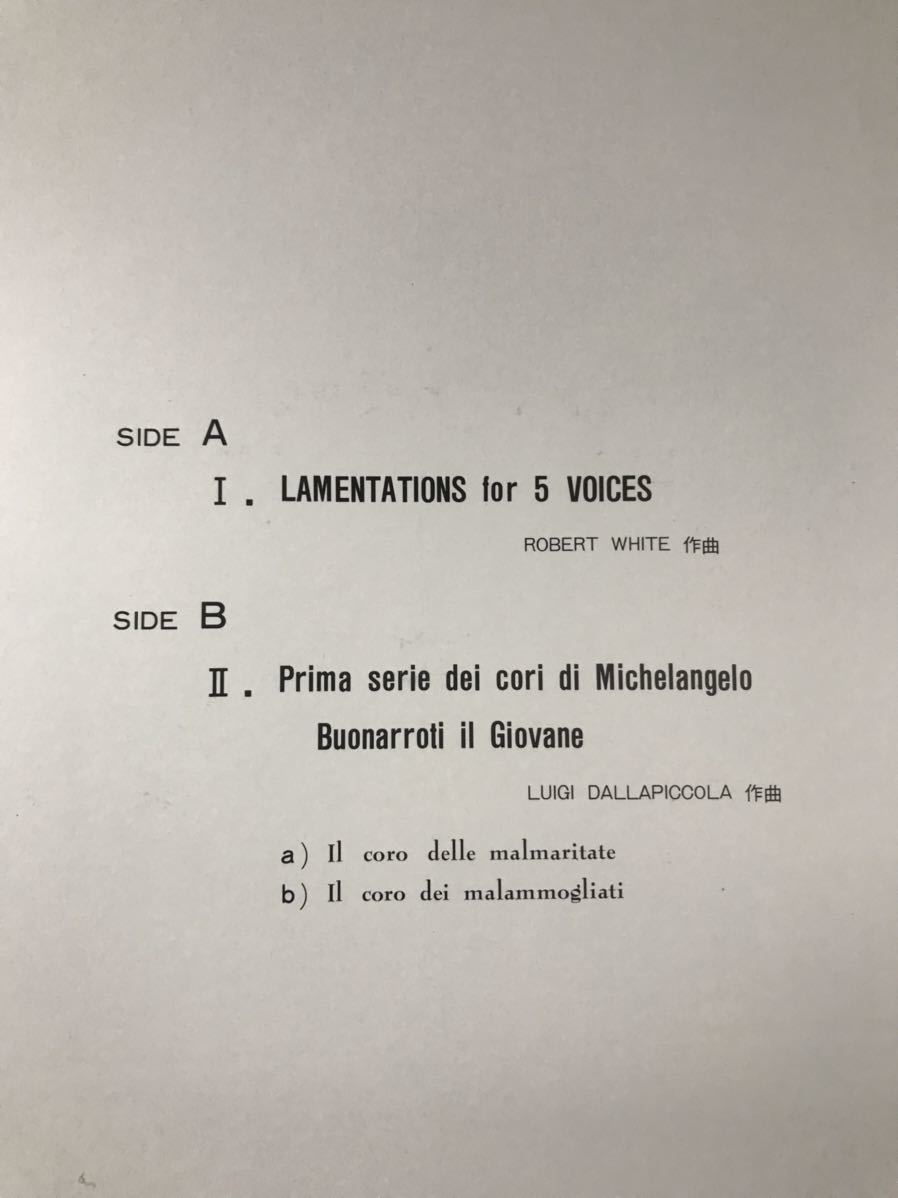 SIDE A
Ⅰ. LAMENTATIONS for 5 VOICES
ROBERT WHITE 作曲
SIDE B
Ⅱ. Prima serie dei cori di Michelangelo
Buonarroti il Giovane
LUIGI DALLAPICCOLA 作曲
a) Il coro delle malmaritate
b) Il coro dei malammogliati